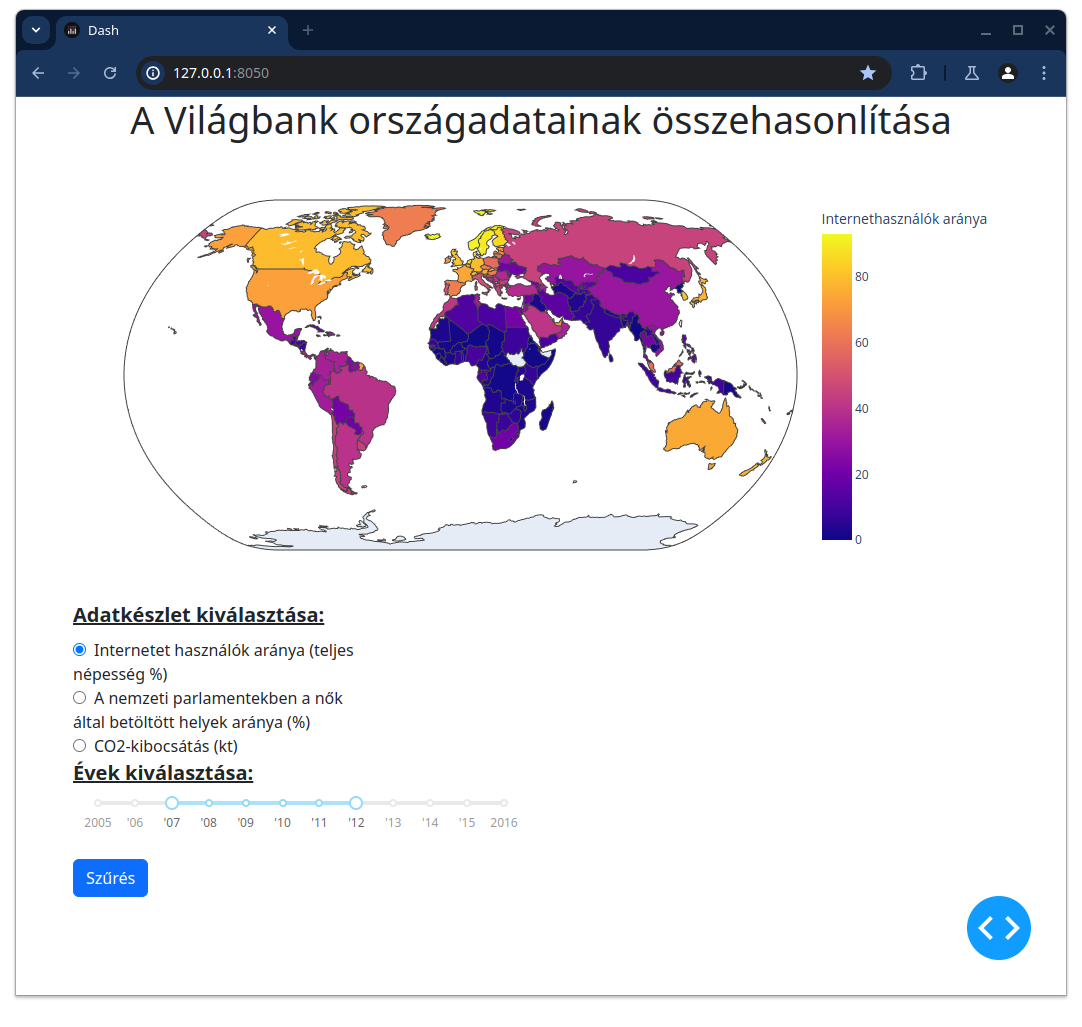 Dash
127.0.0.1:8050
A Világbank országadatainak összehasonlítása
Internethasználók aránya
80
60
40
20
0
Adatkészlet kiválasztása:
Internetet használók aránya (teljes
népesség %)
A nemzeti parlamentekben a nők
által betöltött helyek aránya (%)
CO2-kibocsátás (kt)
Évek kiválasztása:
2005 '06 '07 '08 '09 '10 '11 '12 '13 '14 '15 2016
Szűrés